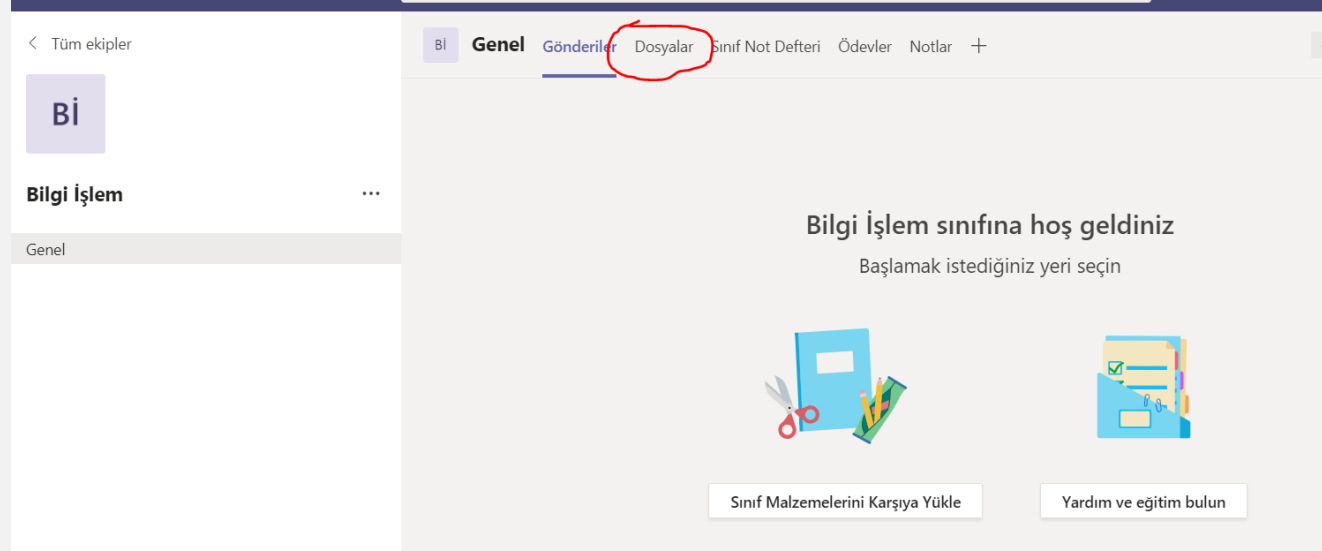 Tüm ekipler
Bİ
Bilgi İşlem
Genel
Bİ Genel Gönderiler Dosyalar Sınıf Not Defteri Ödevler Notlar
Bilgi İşlem sınıfına hoş geldiniz
Başlamak istediğiniz yeri seçin
Sınıf Malzemelerini Karşıya Yükle
Yardım ve eğitim bulun